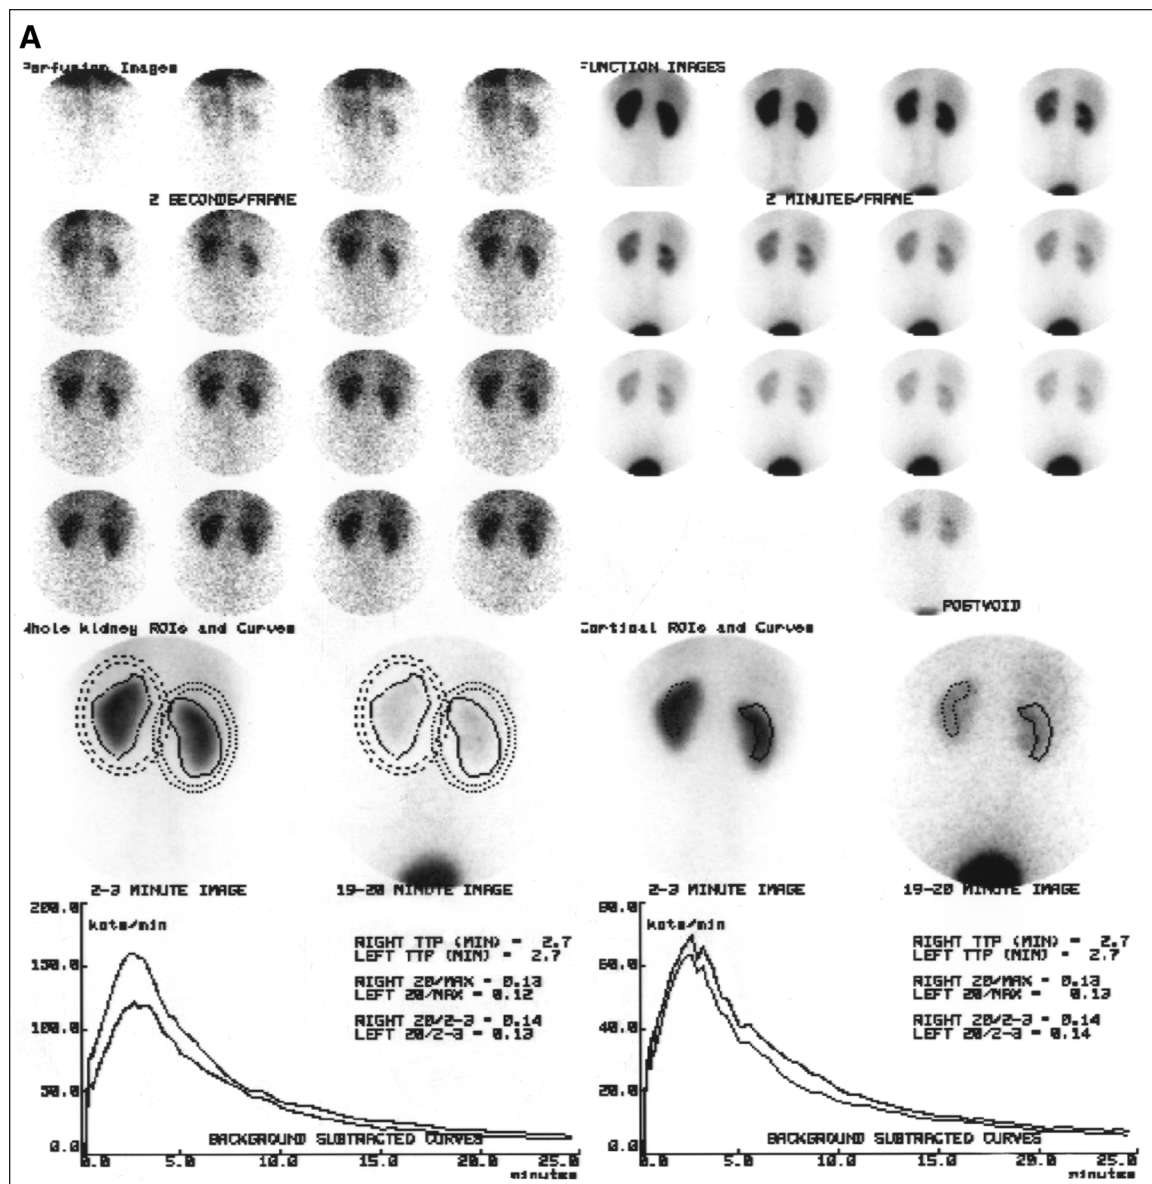 A
Perfusion Images
FUNCTION IMAGES
2 SECONDS/FRAME
2 MINUTES/FRAME
POSTVOID
Whole kidney ROIs and Curves
Cortical ROIs and Curves
2-3 MINUTE IMAGE
19-20 MINUTE IMAGE
2-3 MINUTE IMAGE
19-20 MINUTE IMAGE
200.0
kcts/min
150.0
100.0
50.0
0.0
RIGHT TTP (MIN) = 2.7
LEFT TTP (MIN) = 2.7
RIGHT 20/MAX = 0.13
LEFT 20/MAX = 0.12
RIGHT 20/2-3 = 0.14
LEFT 20/2-3 = 0.13
BACKGROUND SUBTRACTED CURVES
0.0 5.0 10.0 15.0 20.0 25.0
minutes
80.0
kcts/min
60.0
40.0
20.0
0.0
RIGHT TTP (MIN) = 2.7
LEFT TTP (MIN) = 2.7
RIGHT 20/MAX = 0.13
LEFT 20/MAX = 0.13
RIGHT 20/2-3 = 0.14
LEFT 20/2-3 = 0.14
BACKGROUND SUBTRACTED CURVES
0.0 5.0 10.0 15.0 20.0 25.0
minutes